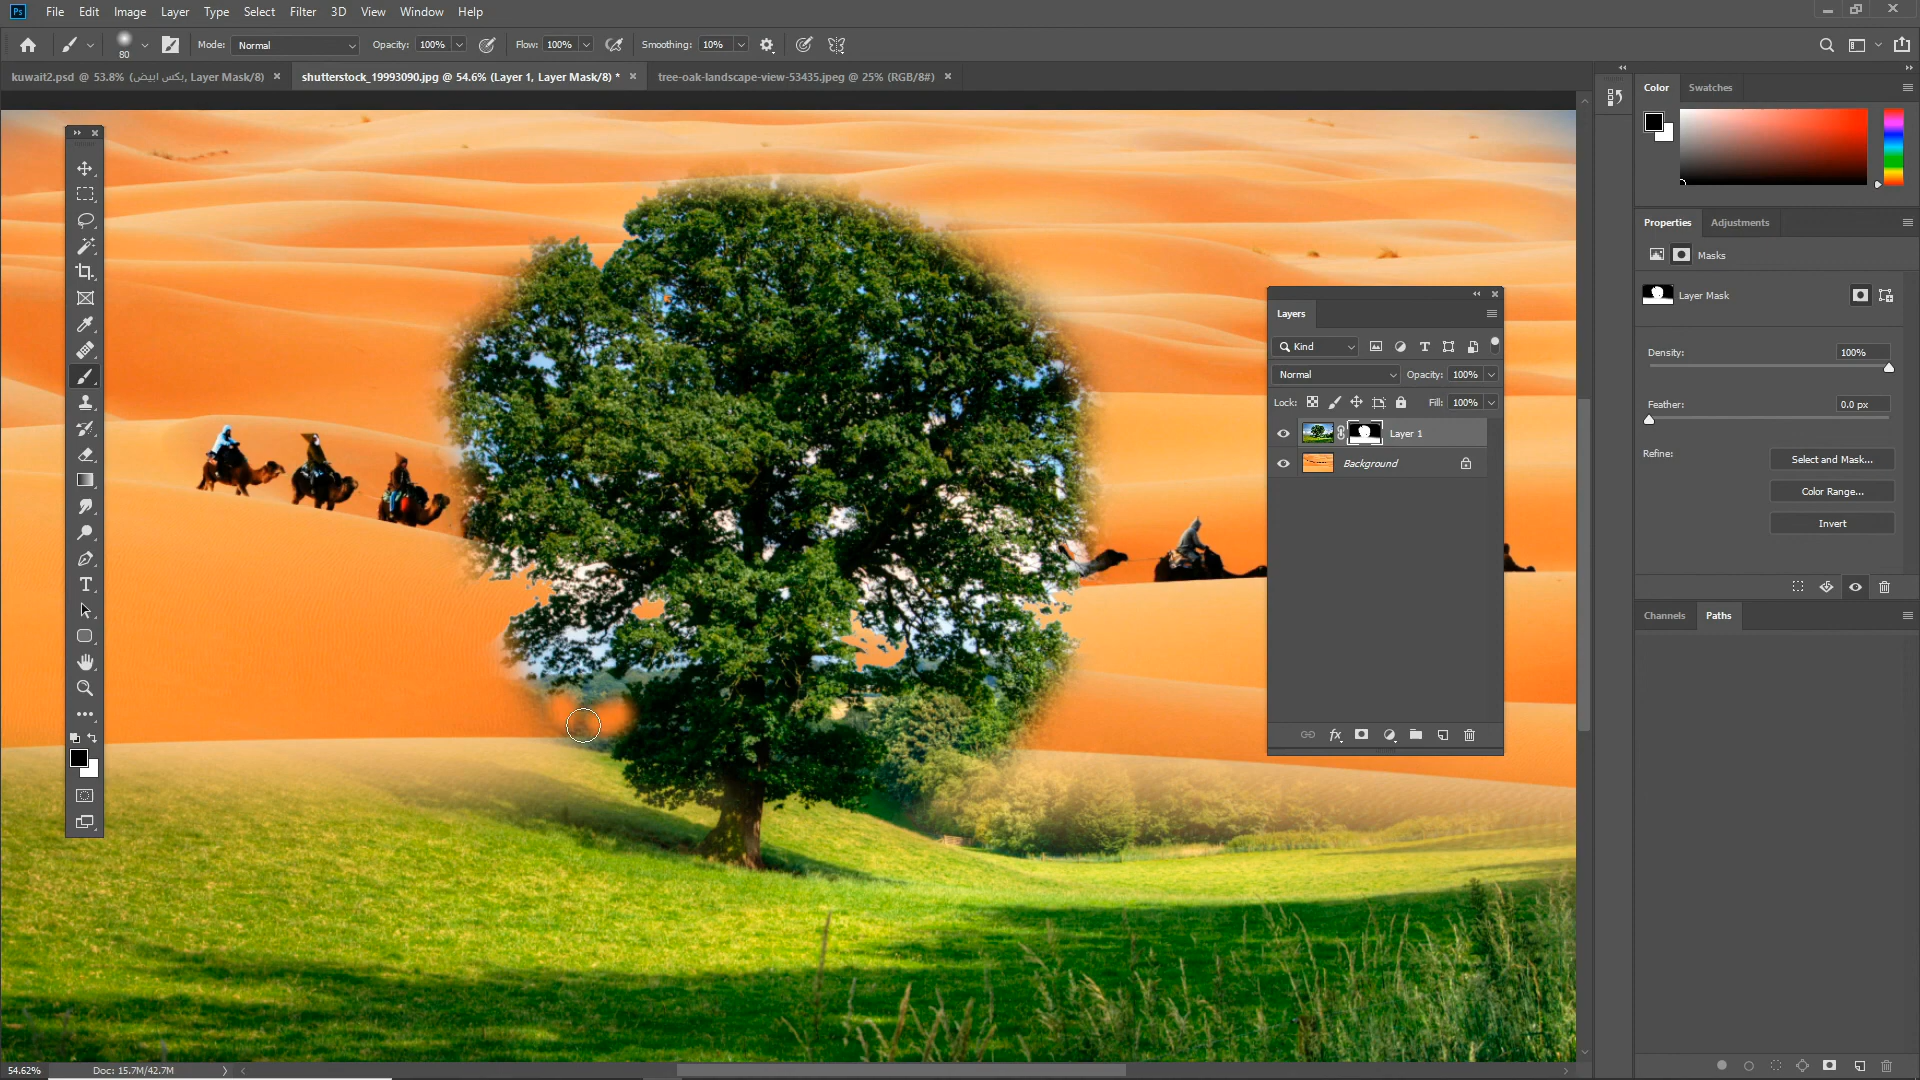 Ps File Edit Image Layer Type Select Filter 3D View Window Help
80 Mode: Normal Opacity: 100% Flow: 100% Smoothing: 10%
kuwait2.psd @ 53.8% (بكس ابيض, Layer Mask/8) × shutterstock_19993090.jpg @ 54.6% (Layer 1, Layer Mask/8) * × tree-oak-landscape-view-53435.jpeg @ 25% (RGB/8#) ×
Color Swatches
Properties Adjustments
Masks
Layer Mask
Density: 100%
Feather: 0.0 px
Refine: Select and Mask...
Color Range...
Invert
Channels Paths
Layers
Kind
Normal Opacity: 100%
Lock: Fill: 100%
Layer 1
Background
fx
54.62% Doc: 15.7M/42.7M